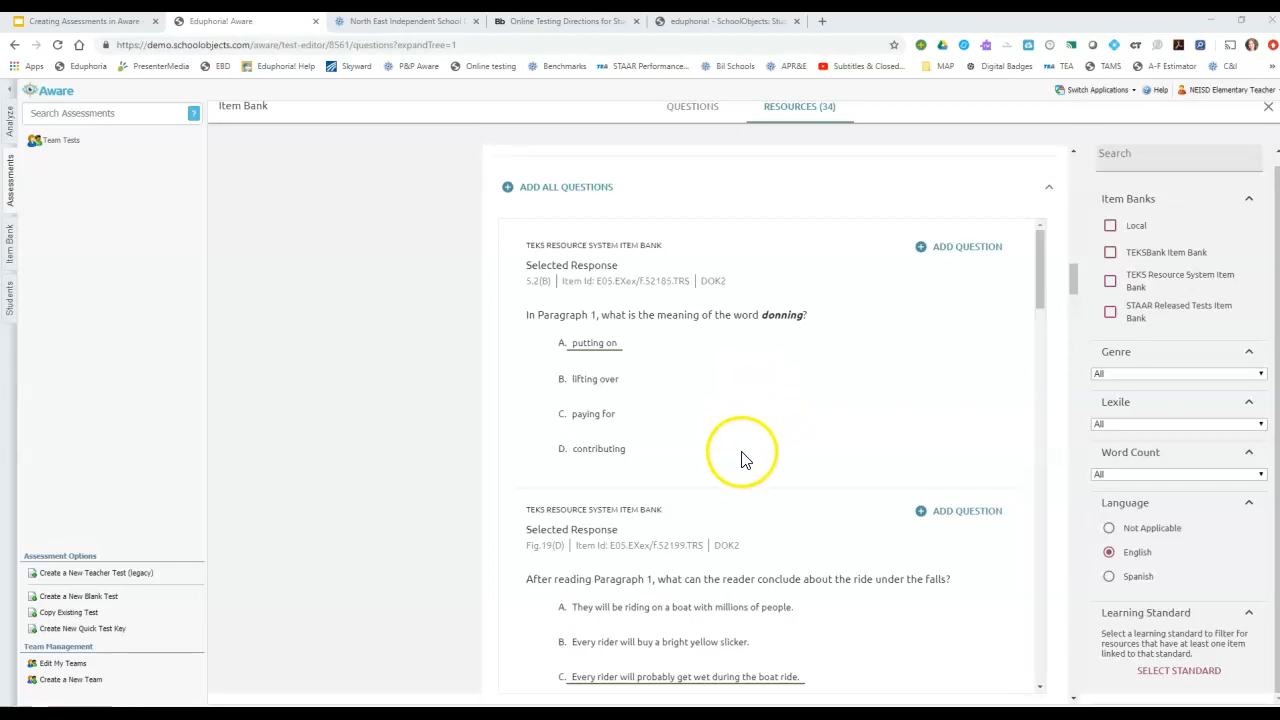 Creating Assessments in Aware -
Eduphoria! Aware
North East Independent School
Online Testing Directions for Stu
eduphoria! - SchoolObjects: Stu
https://demo.schoolobjects.com/aware/test-editor/8561/questions?expandTree=1
Apps
Eduphoria
PresenterMedia
EBD
Eduphoria! Help
Skyward
P&P Aware
Online testing
Benchmarks
STAAR Performance...
Bil Schools
APR&E
Subtitles & Closed...
MAP
Digital Badges
TEA
TAMS
A-F Estimator
C&I
Aware
Switch Applications
Help
NEISD Elementary Teacher
Analyze
Assessments
Item Bank
Students
Search Assessments
?
Team Tests
Assessment Options
Create a New Teacher Test (legacy)
Create a New Blank Test
Copy Existing Test
Create New Quick Test Key
Team Management
Edit My Teams
Create a New Team
Item Bank
QUESTIONS
RESOURCES (34)
ADD ALL QUESTIONS
TEKS RESOURCE SYSTEM ITEM BANK
ADD QUESTION
Selected Response
5.2(B) | Item Id: E05.EXex/f.52185.TRS | DOK2
In Paragraph 1, what is the meaning of the word donning?
A. putting on
B. lifting over
C. paying for
D. contributing
TEKS RESOURCE SYSTEM ITEM BANK
ADD QUESTION
Selected Response
Fig.19(D) | Item Id: E05.EXex/f.52199.TRS | DOK2
After reading Paragraph 1, what can the reader conclude about the ride under the falls?
A. They will be riding on a boat with millions of people.
B. Every rider will buy a bright yellow slicker.
C. Every rider will probably get wet during the boat ride.
Search
Item Banks
Local
TEKSBank Item Bank
TEKS Resource System Item
Bank
STAAR Released Tests Item
Bank
Genre
All
Lexile
All
Word Count
All
Language
Not Applicable
English
Spanish
Learning Standard
Select a learning standard to filter for
resources that have at least one item
linked to that standard.
SELECT STANDARD